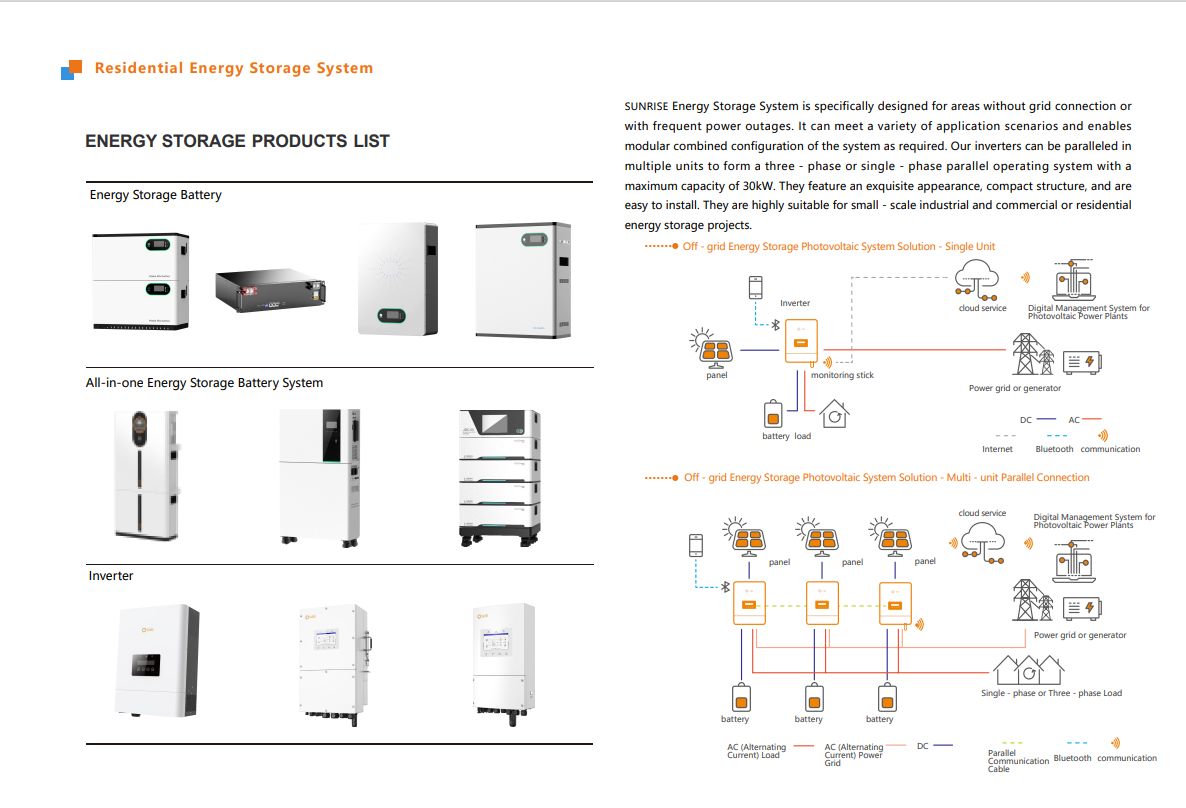 Residential Energy Storage System
ENERGY STORAGE PRODUCTS LIST
Energy Storage Battery
All-in-one Energy Storage Battery System
Inverter
SUNRISE Energy Storage System is specifically designed for areas without grid connection or
with frequent power outages. It can meet a variety of application scenarios and enables
modular combined configuration of the system as required. Our inverters can be paralleled in
multiple units to form a three - phase or single - phase parallel operating system with a
maximum capacity of 30kW. They feature an exquisite appearance, compact structure, and are
easy to install. They are highly suitable for small - scale industrial and commercial or residential
energy storage projects.
Off - grid Energy Storage Photovoltaic System Solution - Single Unit
Inverter
cloud service
Digital Management System for
Photovoltaic Power Plants
panel
monitoring stick
Power grid or generator
battery
load
DC
AC
Internet
Bluetooth
communication
Off - grid Energy Storage Photovoltaic System Solution - Multi - unit Parallel Connection
cloud service
Digital Management System for
Photovoltaic Power Plants
panel
panel
panel
Power grid or generator
Single - phase or Three - phase Load
battery
battery
battery
AC (Alternating
Current) Load
AC (Alternating
Current) Power
Grid
DC
Parallel
Communication
Cable
Bluetooth
communication